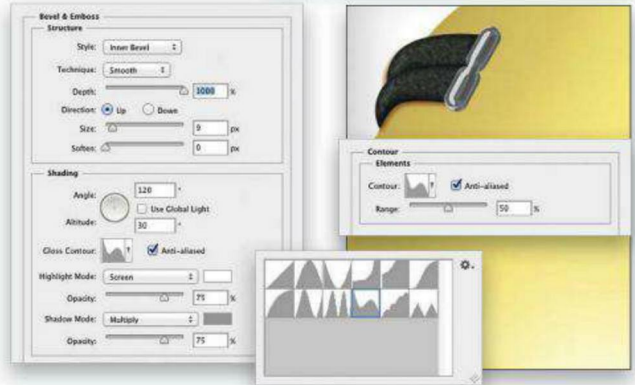 Bevel & Emboss
Structure
Style: Inner Bevel
Technique: Smooth
Depth: 1000 %
Direction: Up Down
Size: 9 px
Soften: 0 px
Shading
Angle: 120 °
Use Global Light
Altitude: 30 °
Gloss Contour: Anti-aliased
Highlight Mode: Screen
Opacity: 75 %
Shadow Mode: Multiply
Opacity: 75 %
Contour
Elements
Contour: Anti-aliased
Range: 50 %